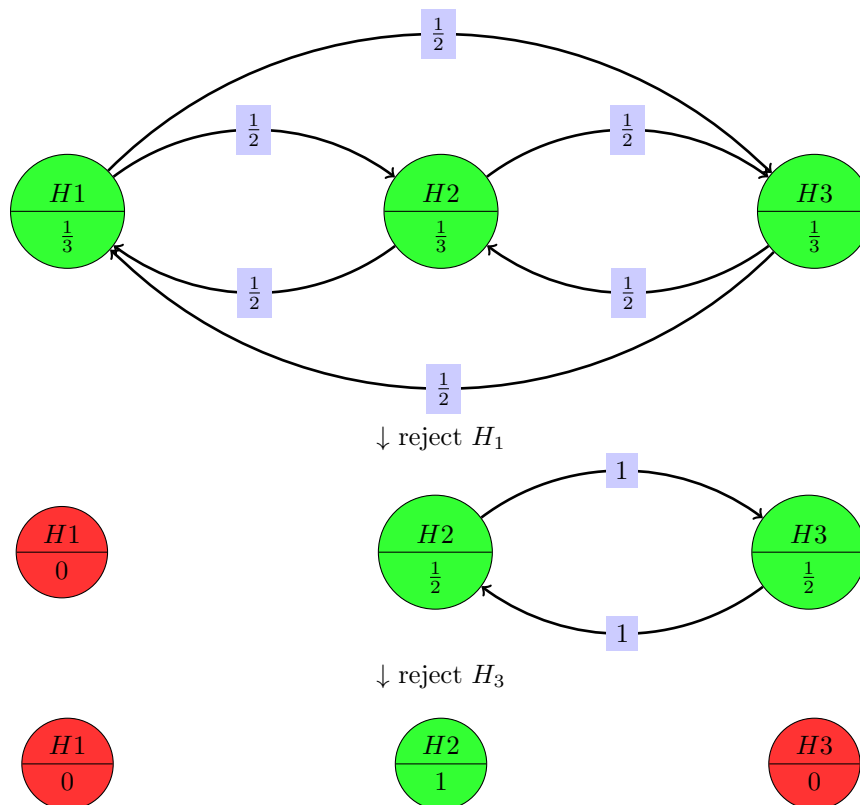 1/2
1/2 1/2
H1 H2 H3
1/3 1/3 1/3
1/2 1/2
1/2
↓ reject H₁
1
H1 H2 H3
0 1/2 1/2
1
↓ reject H₃
H1 H2 H3
0 1 0